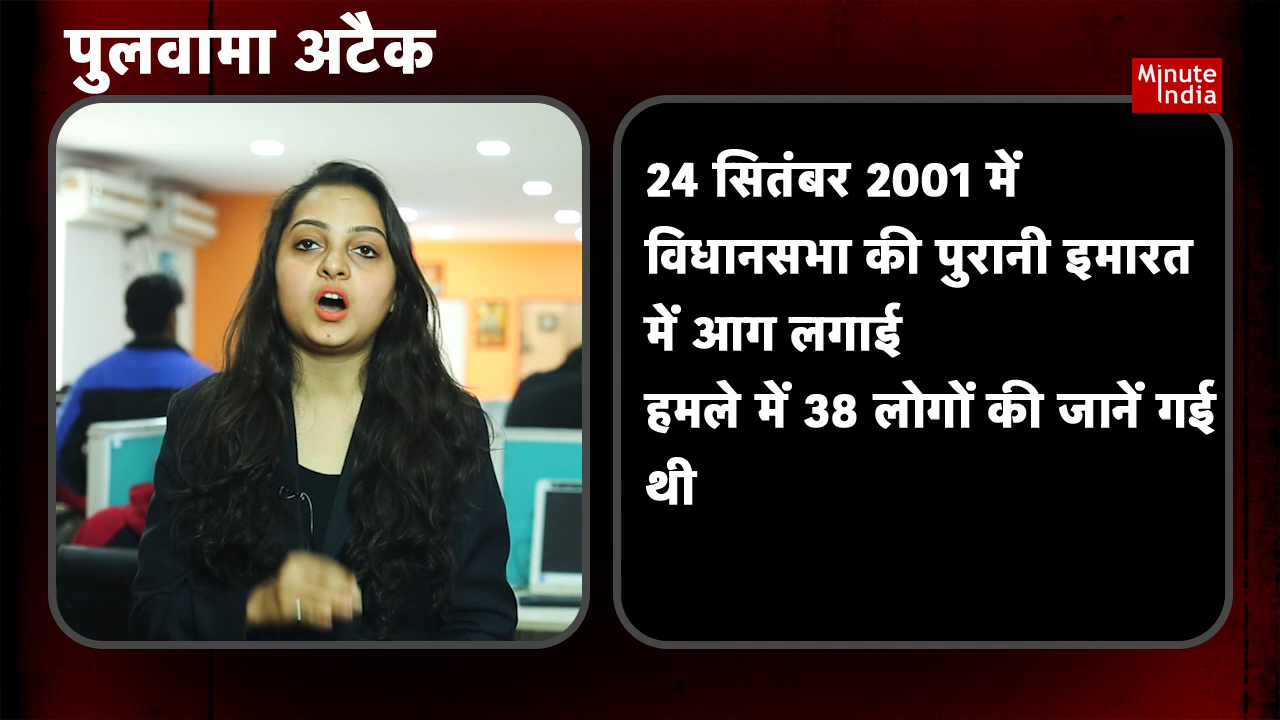 पुलवामा अटैक
Minute
India
24 सितंबर 2001 में
विधानसभा की पुरानी इमारत
में आग लगाई
हमले में 38 लोगों की जानें गई
थी